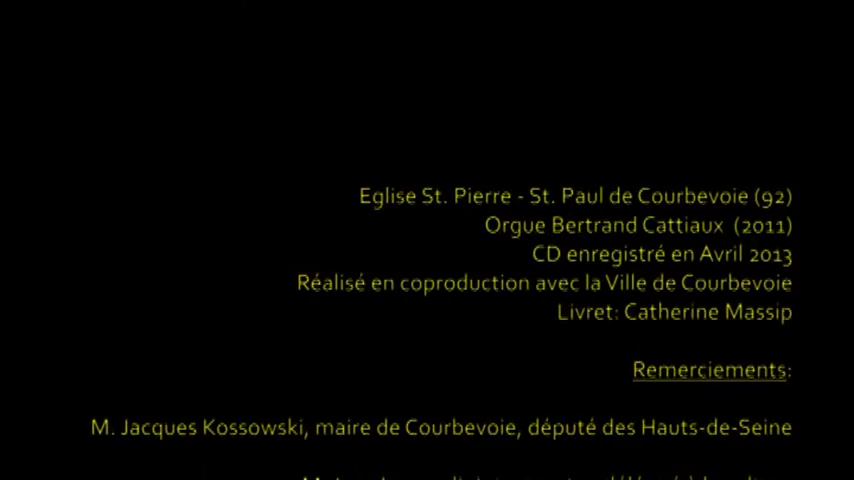 Eglise St. Pierre - St. Paul de Courbevoie (92)
Orgue Bertrand Cattiaux (2011)
CD enregistré en Avril 2013
Réalisé en coproduction avec la Ville de Courbevoie
Livret: Catherine Massip
Remerciements:
M. Jacques Kossowski, maire de Courbevoie, député des Hauts-de-Seine